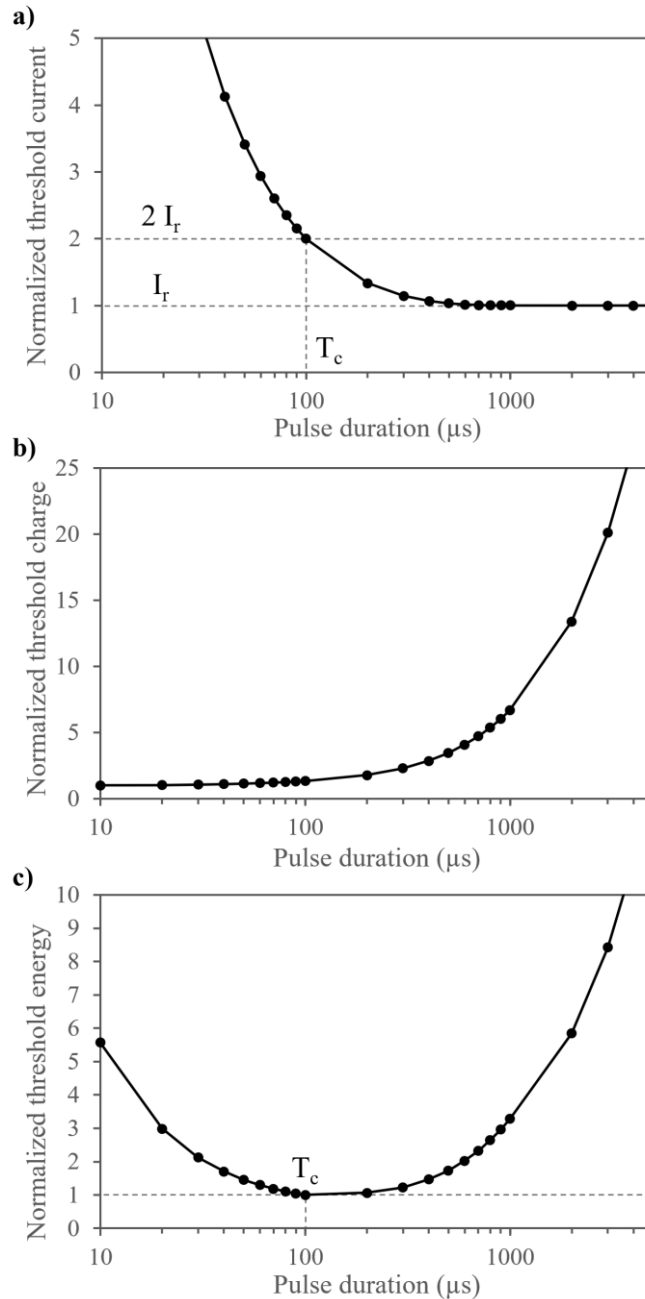 a)
Normalized threshold current
5
4
3
2
1
0
2 I_r
I_r
T_c
10
100
1000
Pulse duration (µs)
b)
Normalized threshold charge
25
20
15
10
5
0
10
100
1000
Pulse duration (µs)
c)
Normalized threshold energy
10
9
8
7
6
5
4
3
2
1
0
T_c
10
100
1000
Pulse duration (µs)